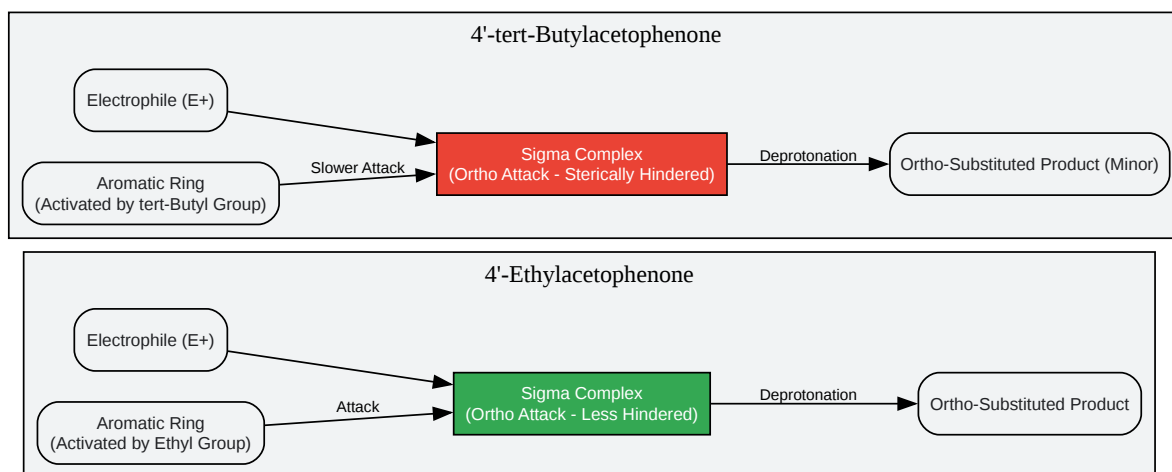 4'-tert-Butylacetophenone
Electrophile (E+)
Aromatic Ring
(Activated by tert-Butyl Group)
Slower Attack
Sigma Complex
(Ortho Attack - Sterically Hindered)
Deprotonation
Ortho-Substituted Product (Minor)
4'-Ethylacetophenone
Electrophile (E+)
Aromatic Ring
(Activated by Ethyl Group)
Attack
Sigma Complex
(Ortho Attack - Less Hindered)
Deprotonation
Ortho-Substituted Product